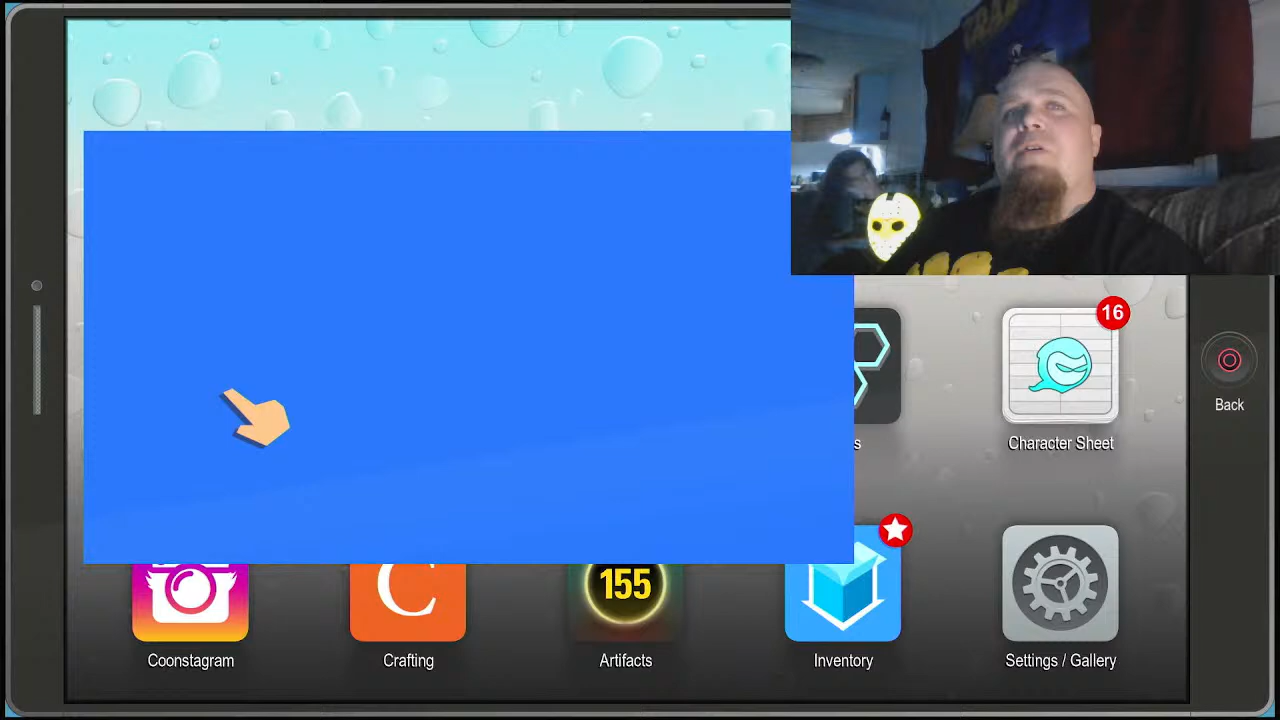 16
s
Character Sheet
Back
C
155
Coonstagram
Crafting
Artifacts
Inventory
Settings / Gallery